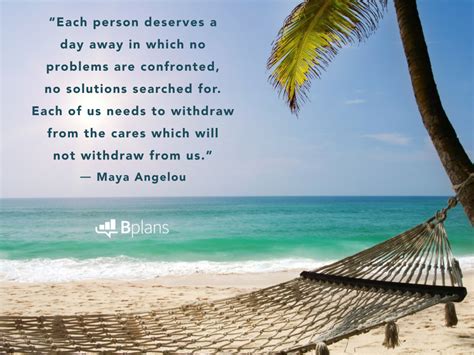 “Each person deserves a
day away in which no
problems are confronted,
no solutions searched for.
Each of us needs to withdraw
from the cares which will
not withdraw from us.”
— Maya Angelou
Bplans